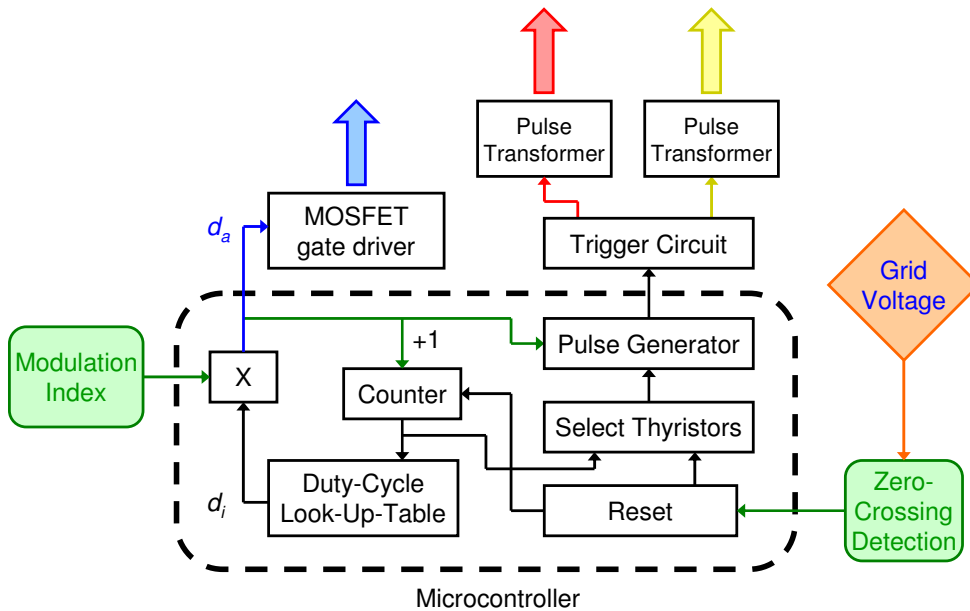 Pulse
Transformer
Pulse
Transformer
MOSFET
gate driver
d_a
Trigger Circuit
Grid
Voltage
Modulation
Index
X
+1
Pulse Generator
Counter
Select Thyristors
Duty-Cycle
Look-Up-Table
d_i
Reset
Zero-
Crossing
Detection
Microcontroller